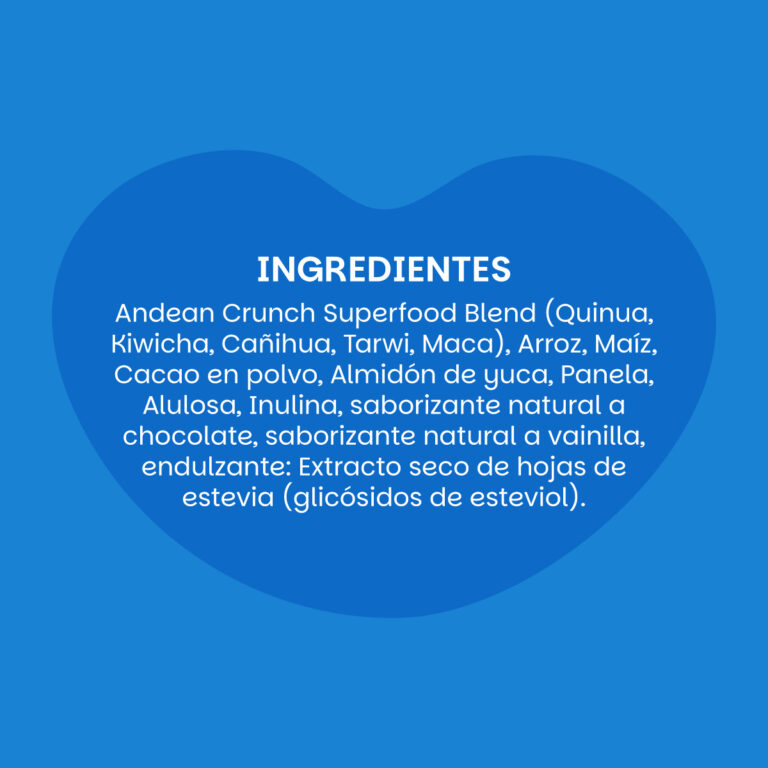 INGREDIENTES
Andean Crunch Superfood Blend (Quinua,
Kiwicha, Cañihua, Tarwi, Maca), Arroz, Maíz,
Cacao en polvo, Almidón de yuca, Panela,
Alulosa, Inulina, saborizante natural a
chocolate, saborizante natural a vainilla,
endulzante: Extracto seco de hojas de
estevia (glicósidos de esteviol).